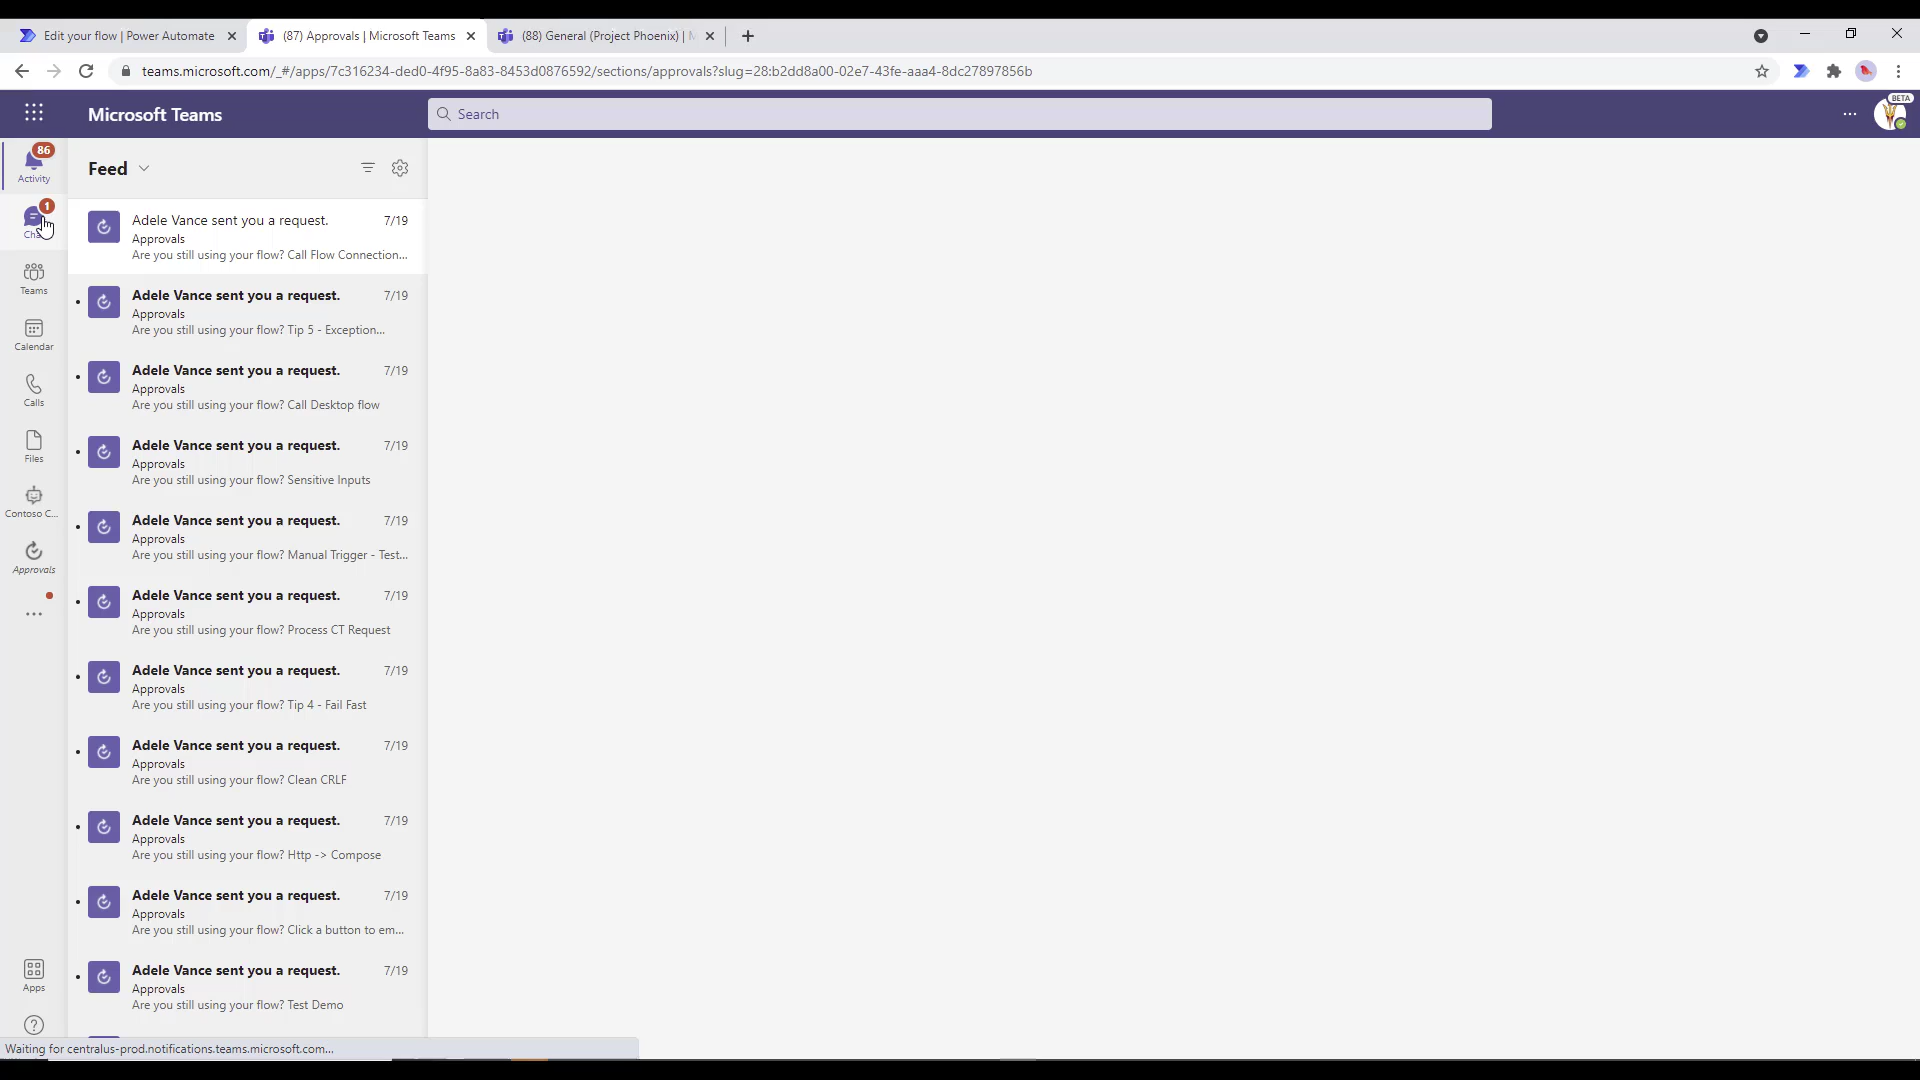 Edit your flow | Power Automate
(87) Approvals | Microsoft Teams
(88) General (Project Phoenix) |
teams.microsoft.com/_#/apps/7c316234-ded0-4f95-8a83-8453d0876592/sections/approvals?slug=28:b2dd8a00-02e7-43fe-aaa4-8dc27897856b
Microsoft Teams
Search
BETA
86
Activity
1
Teams
Calendar
Calls
Files
Contoso C...
Approvals
Apps
Feed
Adele Vance sent you a request. 7/19
Approvals
Are you still using your flow? Call Flow Connection...
Adele Vance sent you a request. 7/19
Approvals
Are you still using your flow? Tip 5 - Exception...
Adele Vance sent you a request. 7/19
Approvals
Are you still using your flow? Call Desktop flow
Adele Vance sent you a request. 7/19
Approvals
Are you still using your flow? Sensitive Inputs
Adele Vance sent you a request. 7/19
Approvals
Are you still using your flow? Manual Trigger - Test...
Adele Vance sent you a request. 7/19
Approvals
Are you still using your flow? Process CT Request
Adele Vance sent you a request. 7/19
Approvals
Are you still using your flow? Tip 4 - Fail Fast
Adele Vance sent you a request. 7/19
Approvals
Are you still using your flow? Clean CRLF
Adele Vance sent you a request. 7/19
Approvals
Are you still using your flow? Http -> Compose
Adele Vance sent you a request. 7/19
Approvals
Are you still using your flow? Click a button to em...
Adele Vance sent you a request. 7/19
Approvals
Are you still using your flow? Test Demo
Waiting for centralus-prod.notifications.teams.microsoft.com...